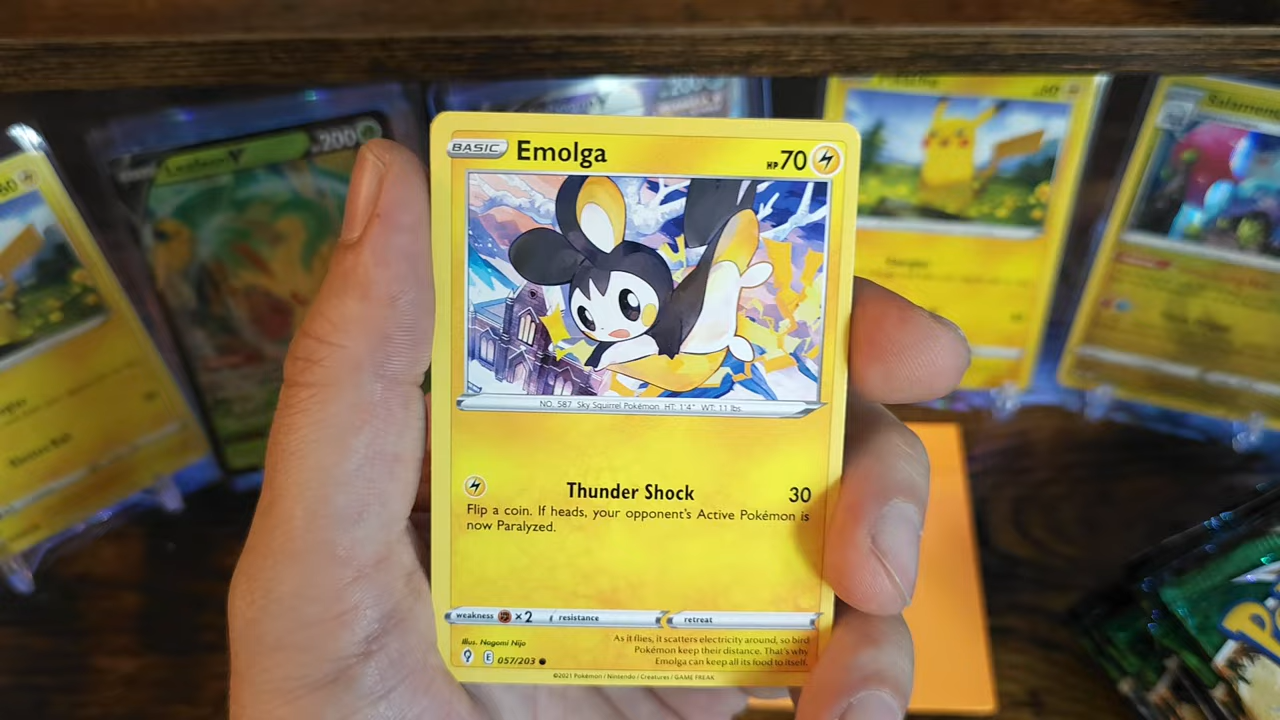 BASIC Emolga HP 70
NO. 587 Sky Squirrel Pokémon HT: 1'4" WT: 11 lbs.
Thunder Shock 30
Flip a coin. If heads, your opponent's Active Pokémon is
now Paralyzed.
weakness ×2 resistance retreat
Illus. Nagomi Nijo
E 057/203
As it flies, it scatters electricity around, so bird
Pokémon keep their distance. That's why
Emolga can keep all its food to itself.
©2021 Pokémon / Nintendo / Creatures / GAME FREAK
200